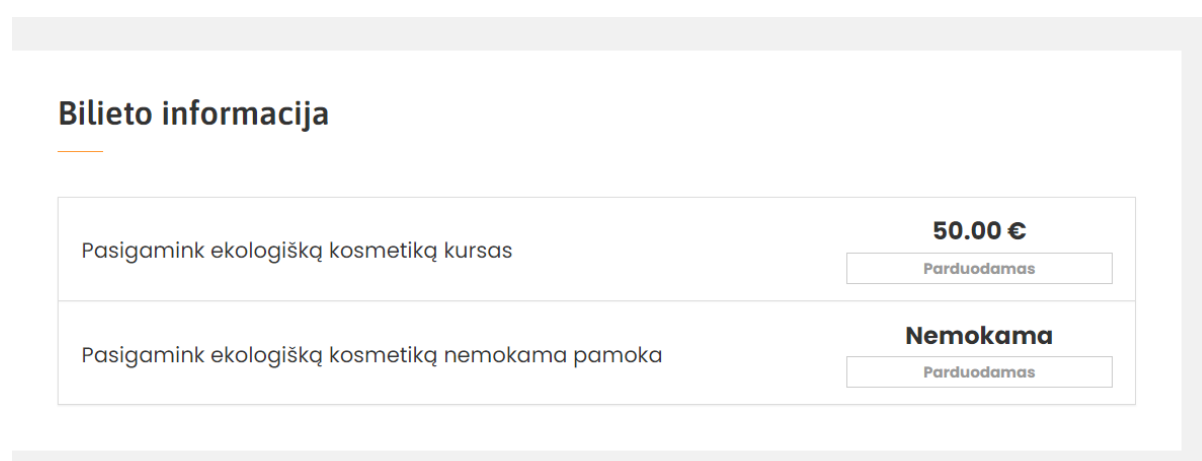 Bilieto informacija
Pasigamink ekologišką kosmetiką kursas
50.00 €
Parduodamas
Pasigamink ekologišką kosmetiką nemokama pamoka
Nemokama
Parduodamas